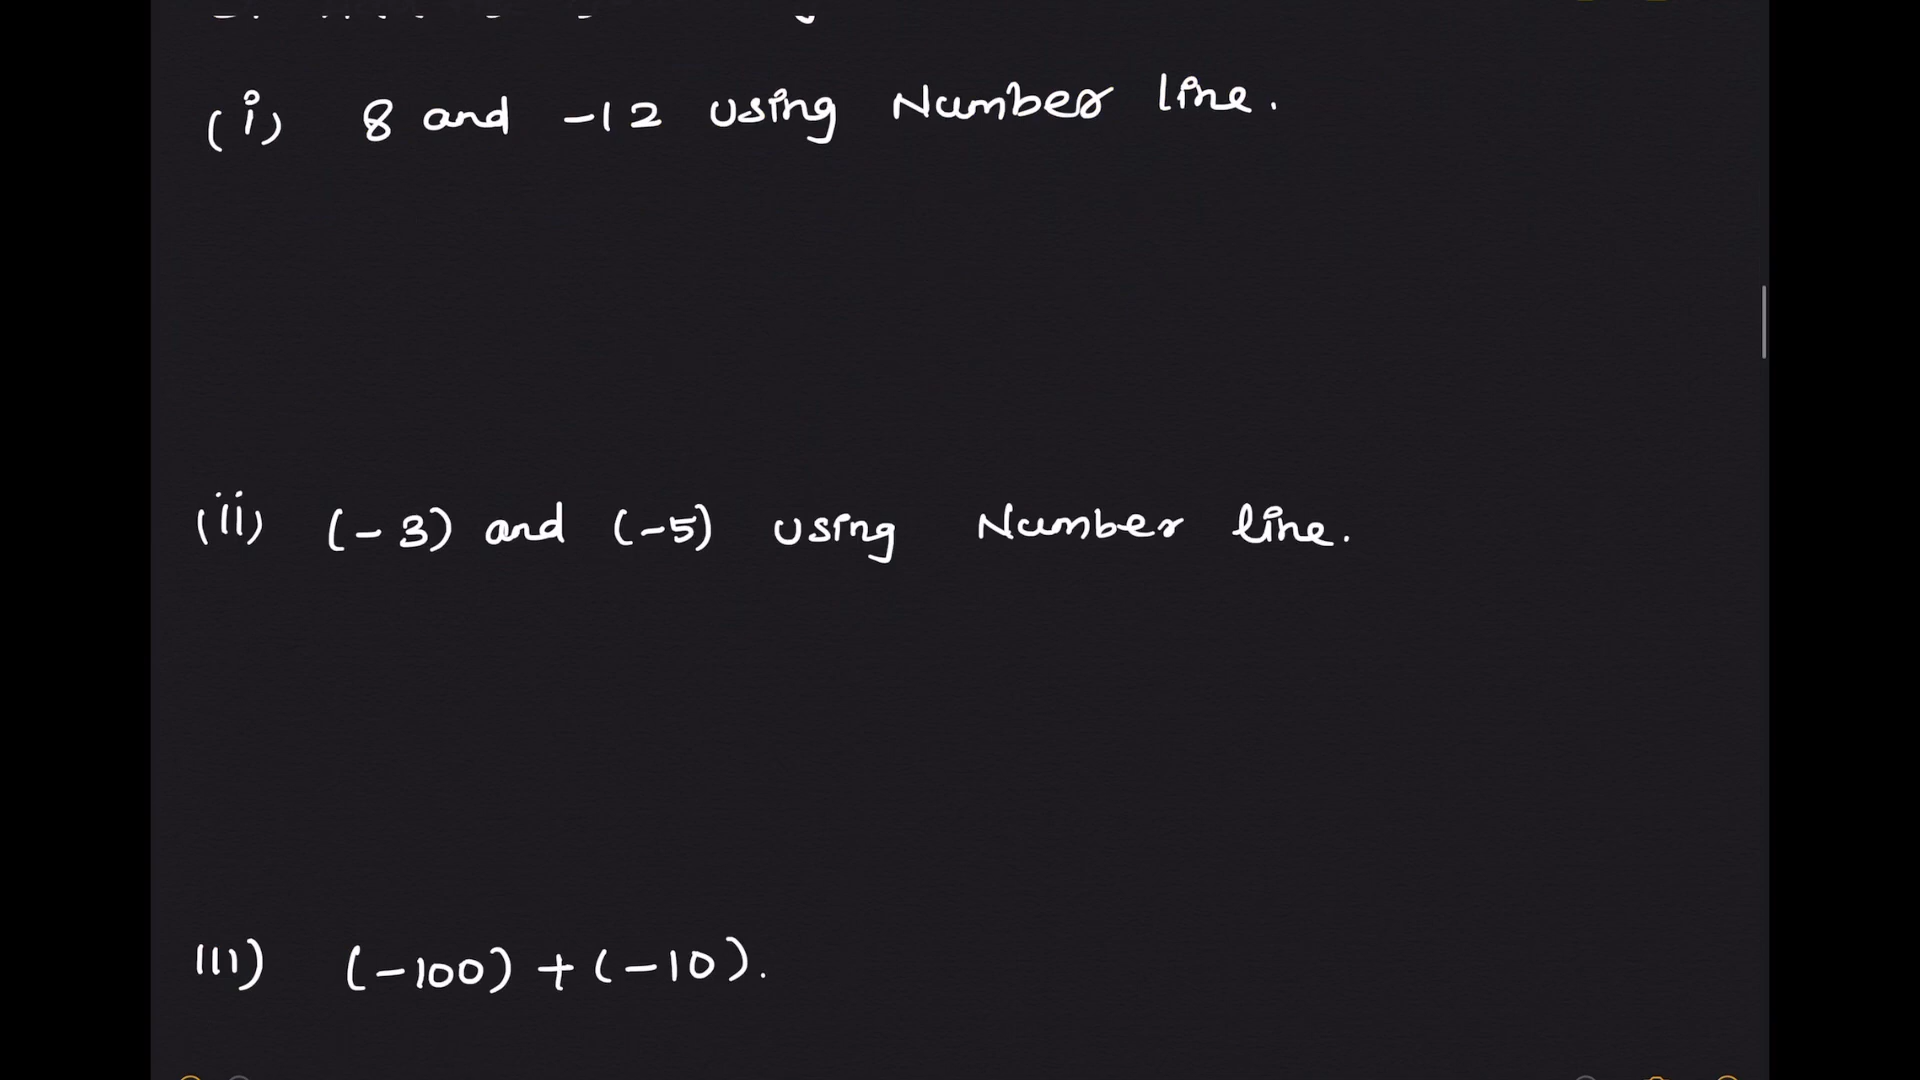 (i) 8 and -12 using Number line.
(ii) (-3) and (-5) using Number line.
iii) (-100) + (-10).